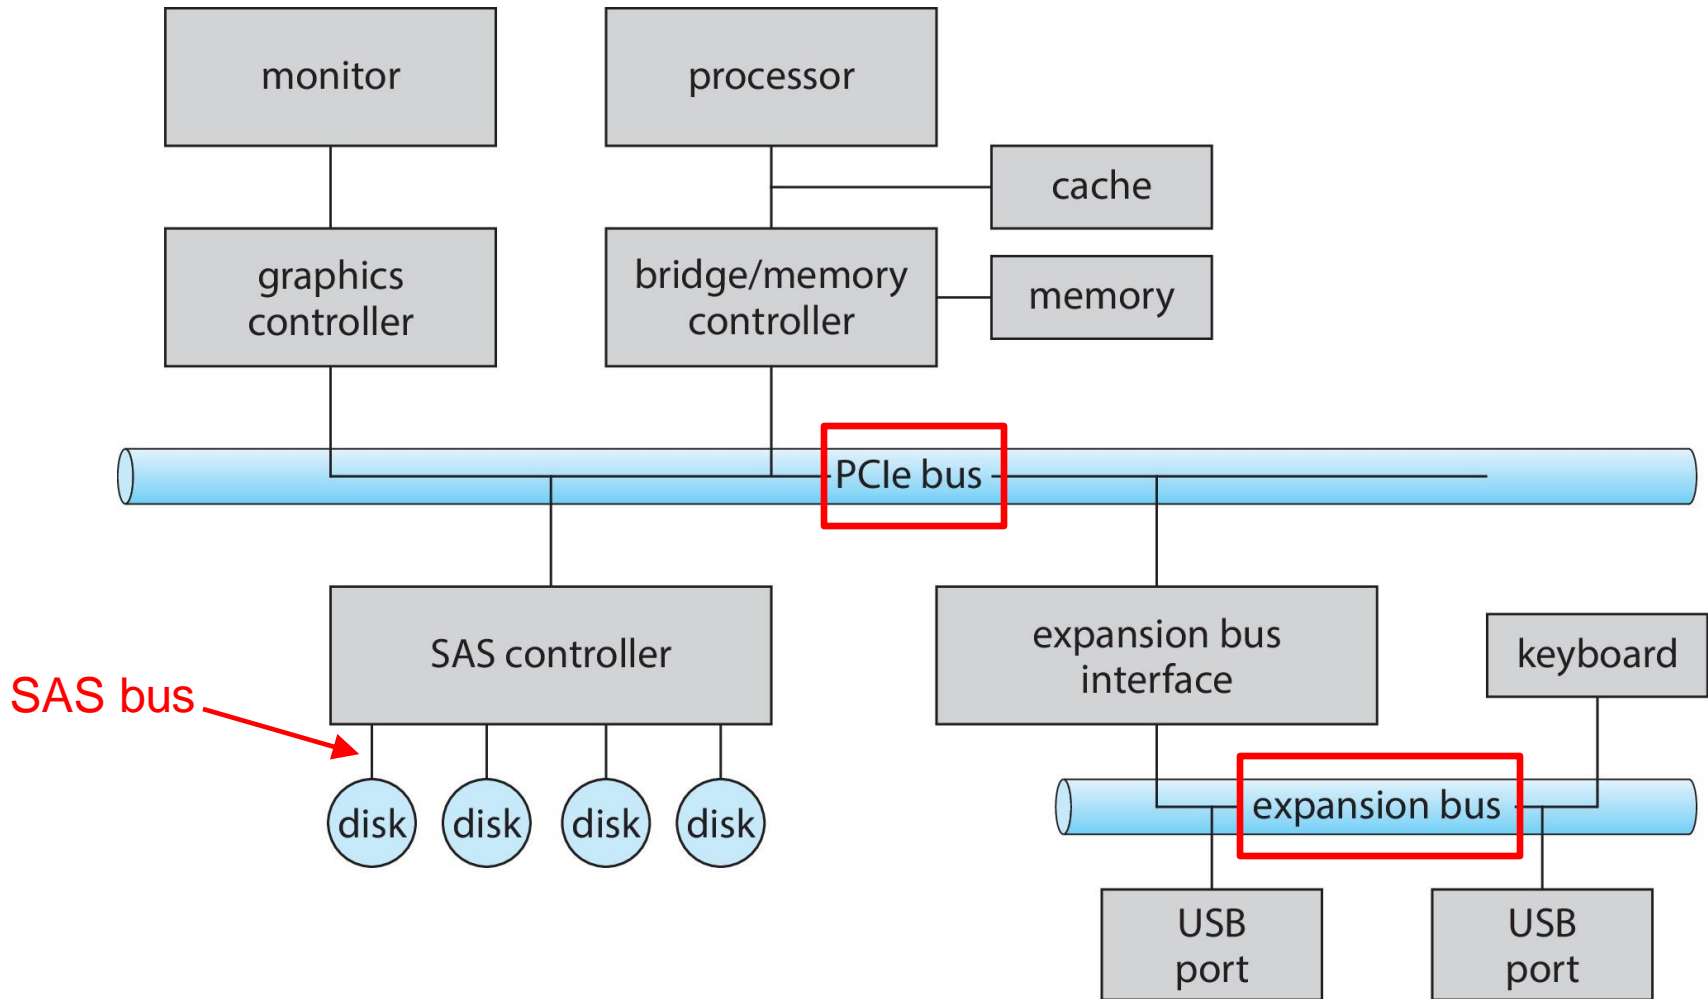 monitor
processor
cache
graphics
controller
bridge/memory
controller
memory
PCIe bus
SAS controller
expansion bus
interface
keyboard
SAS bus
disk
disk
disk
disk
expansion bus
USB
port
USB
port